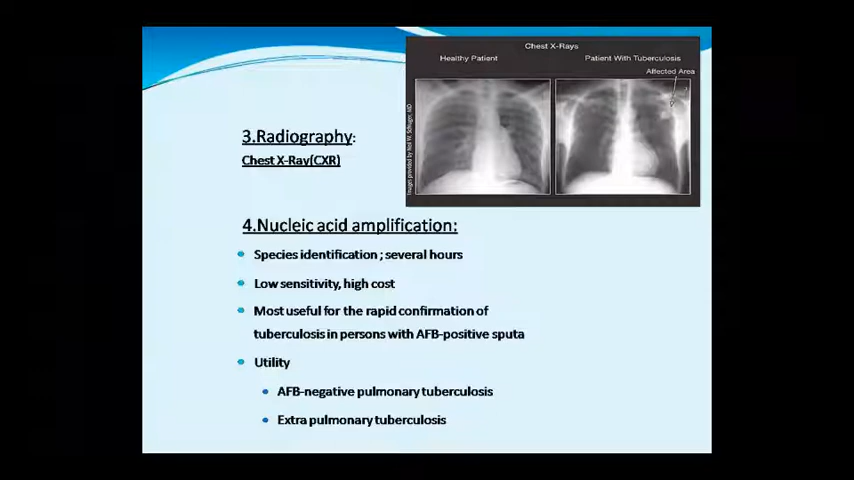 Chest X-Rays
Healthy Patient
Patient With Tuberculosis
Affected Area
3.Radiography:
Chest X-Ray(CXR)
4.Nucleic acid amplification:
Species identification ; several hours
Low sensitivity, high cost
Most useful for the rapid confirmation of
tuberculosis in persons with AFB-positive sputa
Utility
AFB-negative pulmonary tuberculosis
Extra pulmonary tuberculosis